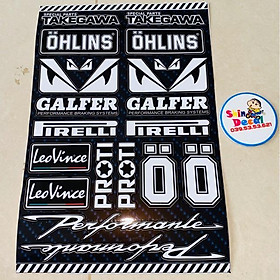 SPECIAL PARTS SPECIAL PARTS
TAKEGAWA TAKEGAWA
ÖHLINS ÖHLINS
GALFER GALFER
PERFORMANCE BRAKING SYSTEMS PERFORMANCE BRAKING SYSTEMS
PIRELLI PIRELLI
LeoVince
LeoVince
PROTI
PROTI
Ö Ö
Performante
Performante
Decal